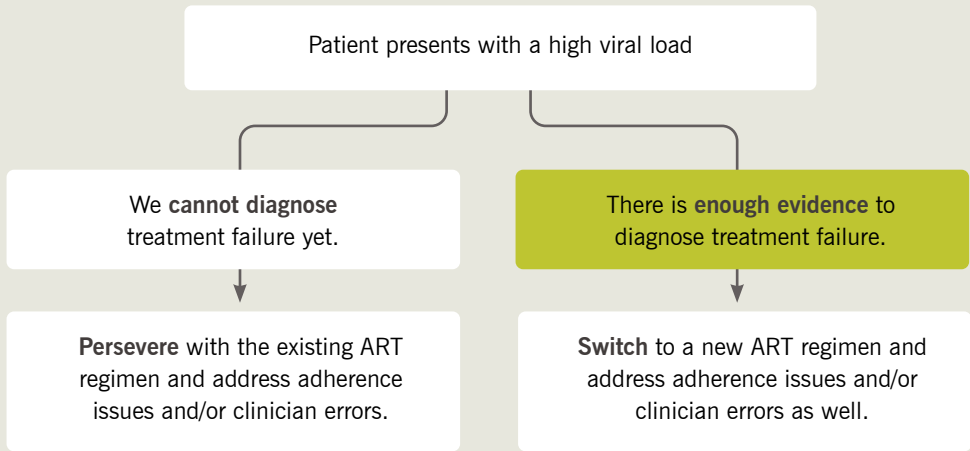 Patient presents with a high viral load
We cannot diagnose
treatment failure yet.
There is enough evidence to
diagnose treatment failure.
Persevere with the existing ART
regimen and address adherence
issues and/or clinician errors.
Switch to a new ART regimen and
address adherence issues and/or
clinician errors as well.